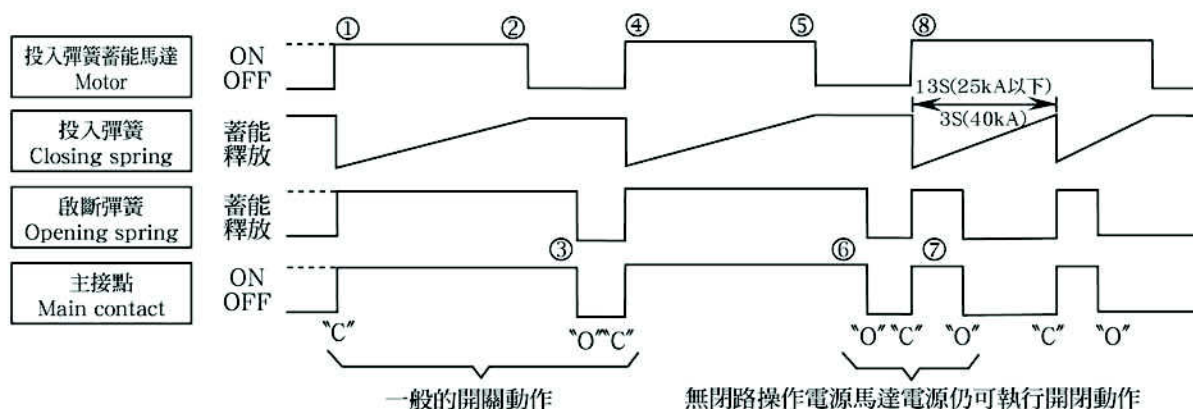 ① ② ④ ⑤ ⑧
投入彈簧蓄能馬達
Motor
ON
OFF
13S(25kA以下)
3S(40kA)
投入彈簧
Closing spring
蓄能
釋放
啟斷彈簧
Opening spring
蓄能
釋放
③ ⑥ ⑦
主接點
Main contact
ON
OFF
〝C〞 〝O〞〝C〞 〝O〞 〝C〞 〝O〞 〝C〞 〝O〞
一般的開關動作
無閉路操作電源馬達電源仍可執行開閉動作